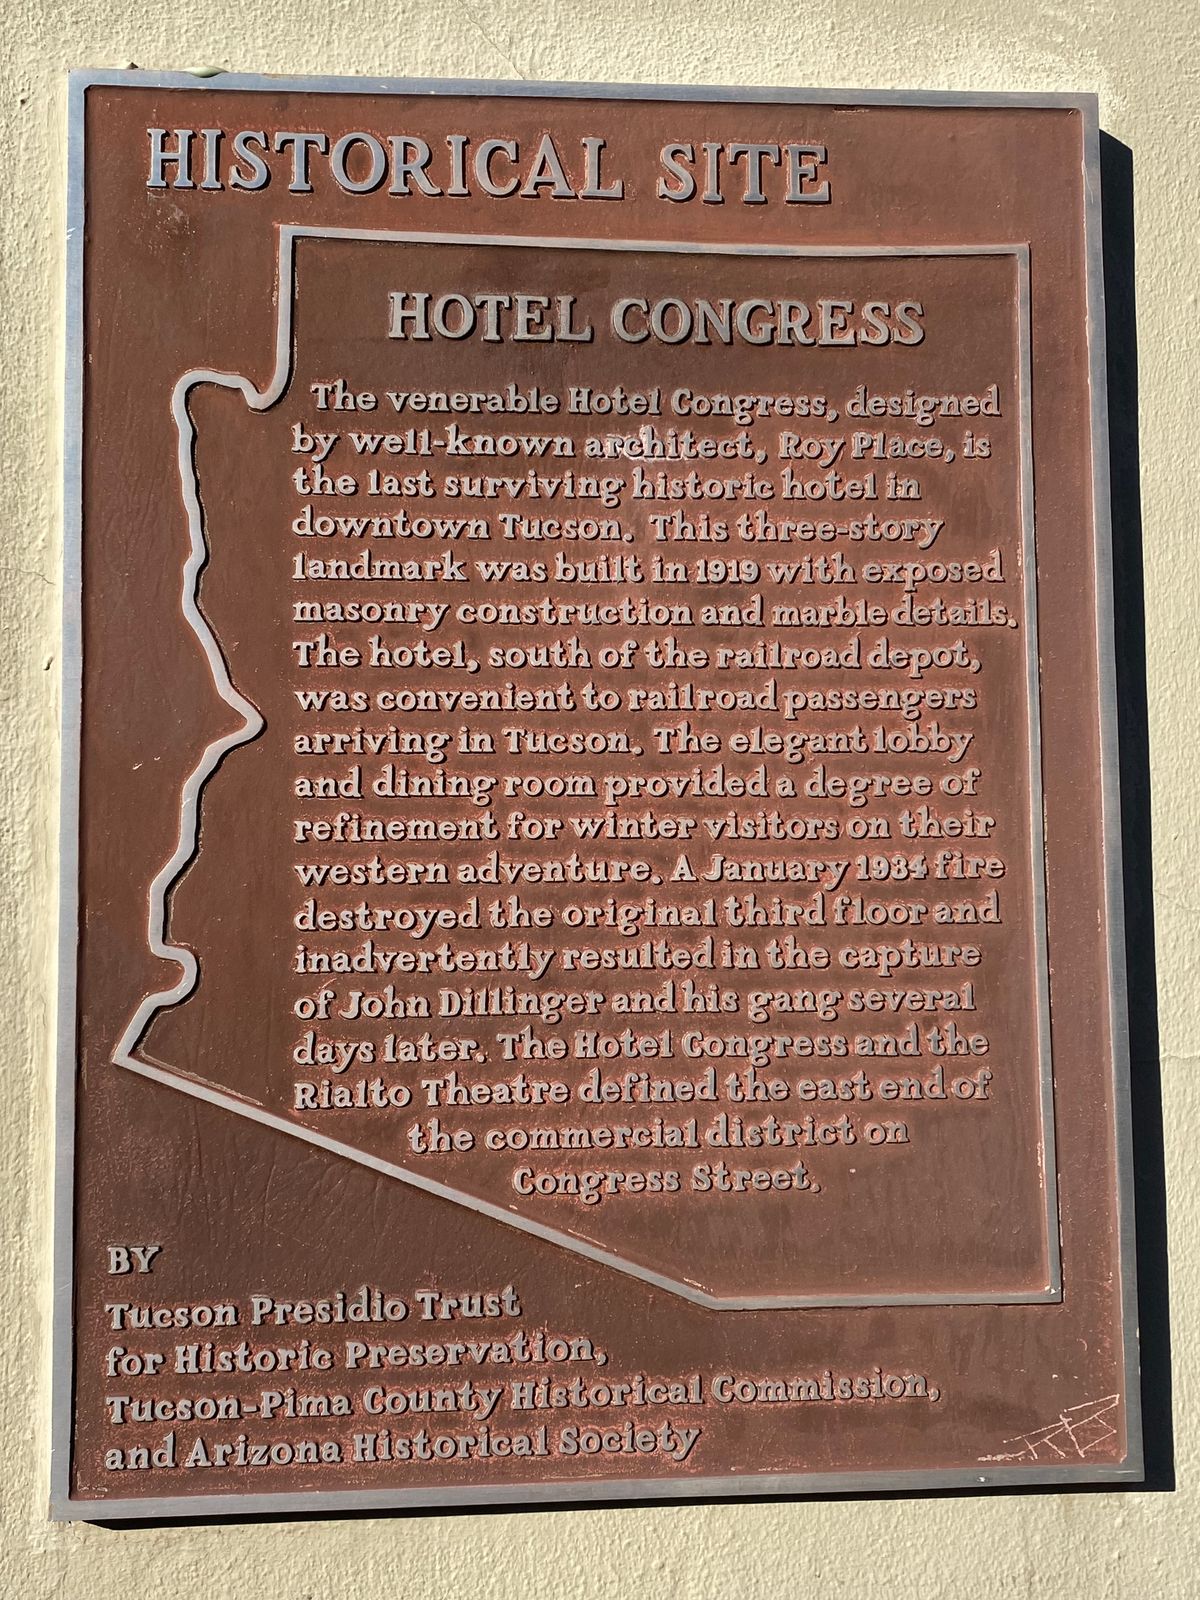 HISTORICAL SITE
HOTEL CONGRESS
The venerable Hotel Congress, designed
by well-known architect, Roy Place, is
the last surviving historic hotel in
downtown Tucson. This three-story
landmark was built in 1919 with exposed
masonry construction and marble details.
The hotel, south of the railroad depot,
was convenient to railroad passengers
arriving in Tucson. The elegant lobby
and dining room provided a degree of
refinement for winter visitors on their
western adventure. A January 1934 fire
destroyed the original third floor and
inadvertently resulted in the capture
of John Dillinger and his gang several
days later. The Hotel Congress and the
Rialto Theatre defined the east end of
the commercial district on
Congress Street.
BY
Tucson Presidio Trust
for Historic Preservation,
Tucson-Pima County Historical Commission,
and Arizona Historical Society